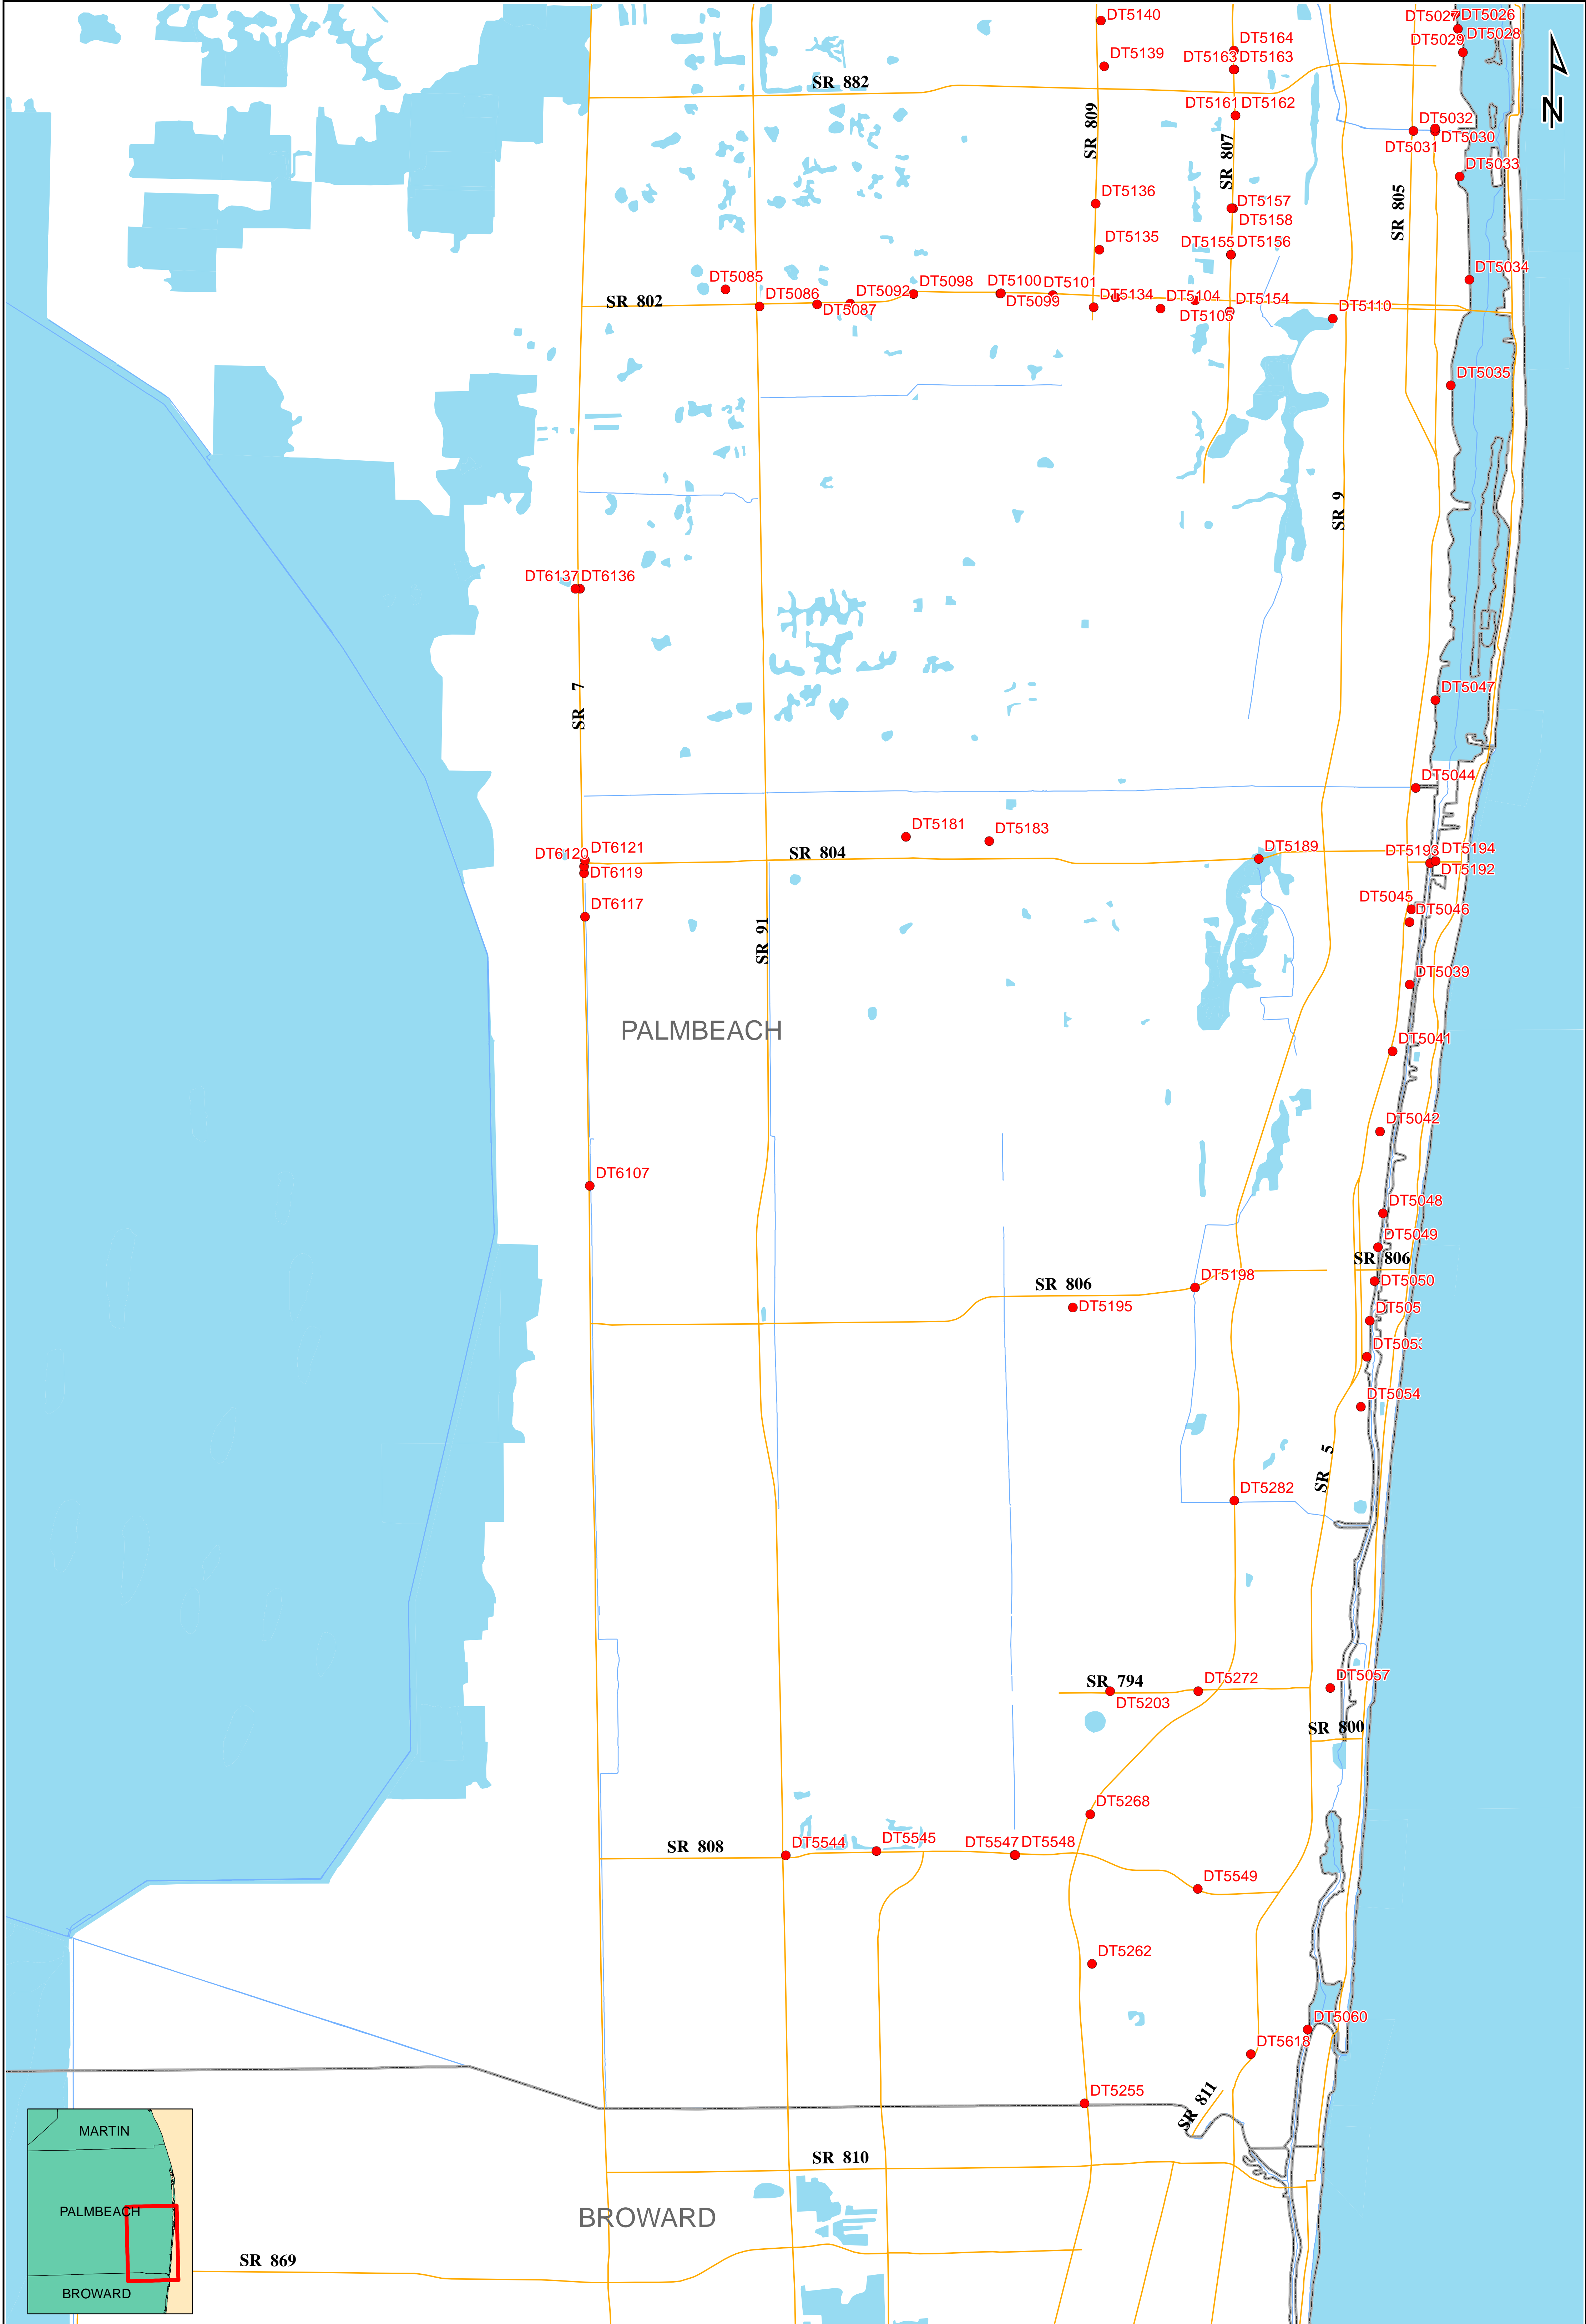 DT5140
DT5027
DT5026
DT5028
DT5029
DT5164
DT5163
DT5163
DT5139
SR 882
DT5161
DT5162
SR 809
SR 807
DT5032
DT5030
DT5031
N
DT5033
SR 805
DT5136
DT5157
DT5158
DT5135
DT5155
DT5156
DT5034
DT5085
DT5086
DT5092
DT5087
DT5098
DT5100
DT5099
DT5101
DT5134
DT5104
DT5105
DT5154
DT5110
SR 802
DT5035
SR 9
DT6137
DT6136
SR 7
DT5047
DT5044
DT5181
DT5183
DT6121
DT6120
DT6119
SR 804
DT5189
DT5193
DT5194
DT5192
DT6117
DT5045
DT5046
SR 91
DT5039
PALMBEACH
DT5041
DT5042
DT6107
DT5048
DT5049
SR 806
SR 806
DT5198
DT5050
DT5195
DT505
DT5053
DT5054
SR 5
DT5282
SR 794
DT5272
DT5203
DT5057
SR 800
DT5268
SR 808
DT5544
DT5545
DT5547
DT5548
DT5549
DT5262
DT5060
DT5618
DT5255
SR 811
SR 810
BROWARD
SR 869
MARTIN
PALMBEACH
BROWARD